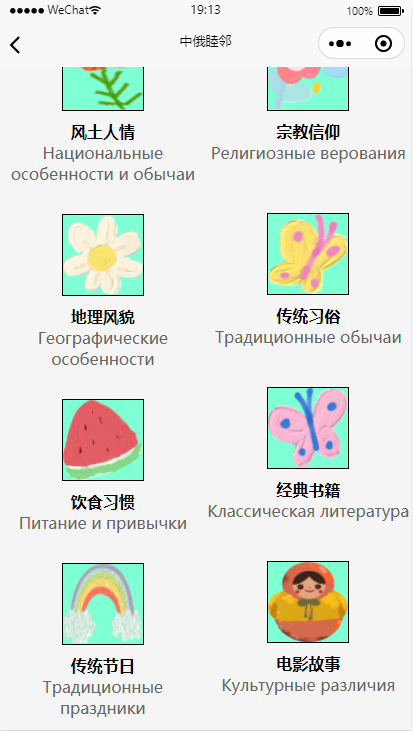 WeChat 19:13 100%
中俄睦邻
风土人情
Национальные
особенности и обычаи
宗教信仰
Религиозные верования
地理风貌
Географические
особенности
传统习俗
Традиционные обычаи
饮食习惯
Питание и привычки
经典书籍
Классическая литература
传统节日
Традиционные
праздники
电影故事
Культурные различия